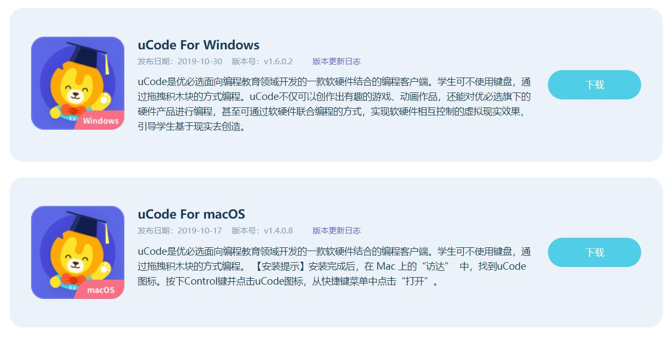 uCode For Windows
发布日期：2019-10-30 版本号：v1.6.0.2 版本更新日志
uCode是优必选面向编程教育领域开发的一款软硬件结合的编程客户端。学生可不使用键盘，通
过拖拽积木块的方式编程。uCode不仅可以创作出有趣的游戏、动画作品，还能对优必选旗下的
硬件产品进行编程，甚至可通过软硬件联合编程的方式，实现软硬件相互控制的虚拟现实效果，
引导学生基于现实去创造。
Windows
下载
uCode For macOS
发布日期：2019-10-17 版本号：v1.4.0.8 版本更新日志
uCode是优必选面向编程教育领域开发的一款软硬件结合的编程客户端。学生可不使用键盘，通
过拖拽积木块的方式编程。 【安装提示】安装完成后，在 Mac 上的“访达” 中，找到uCode
图标。按下Control键并点击uCode图标，从快捷键菜单中点击“打开”。
macOS
下载